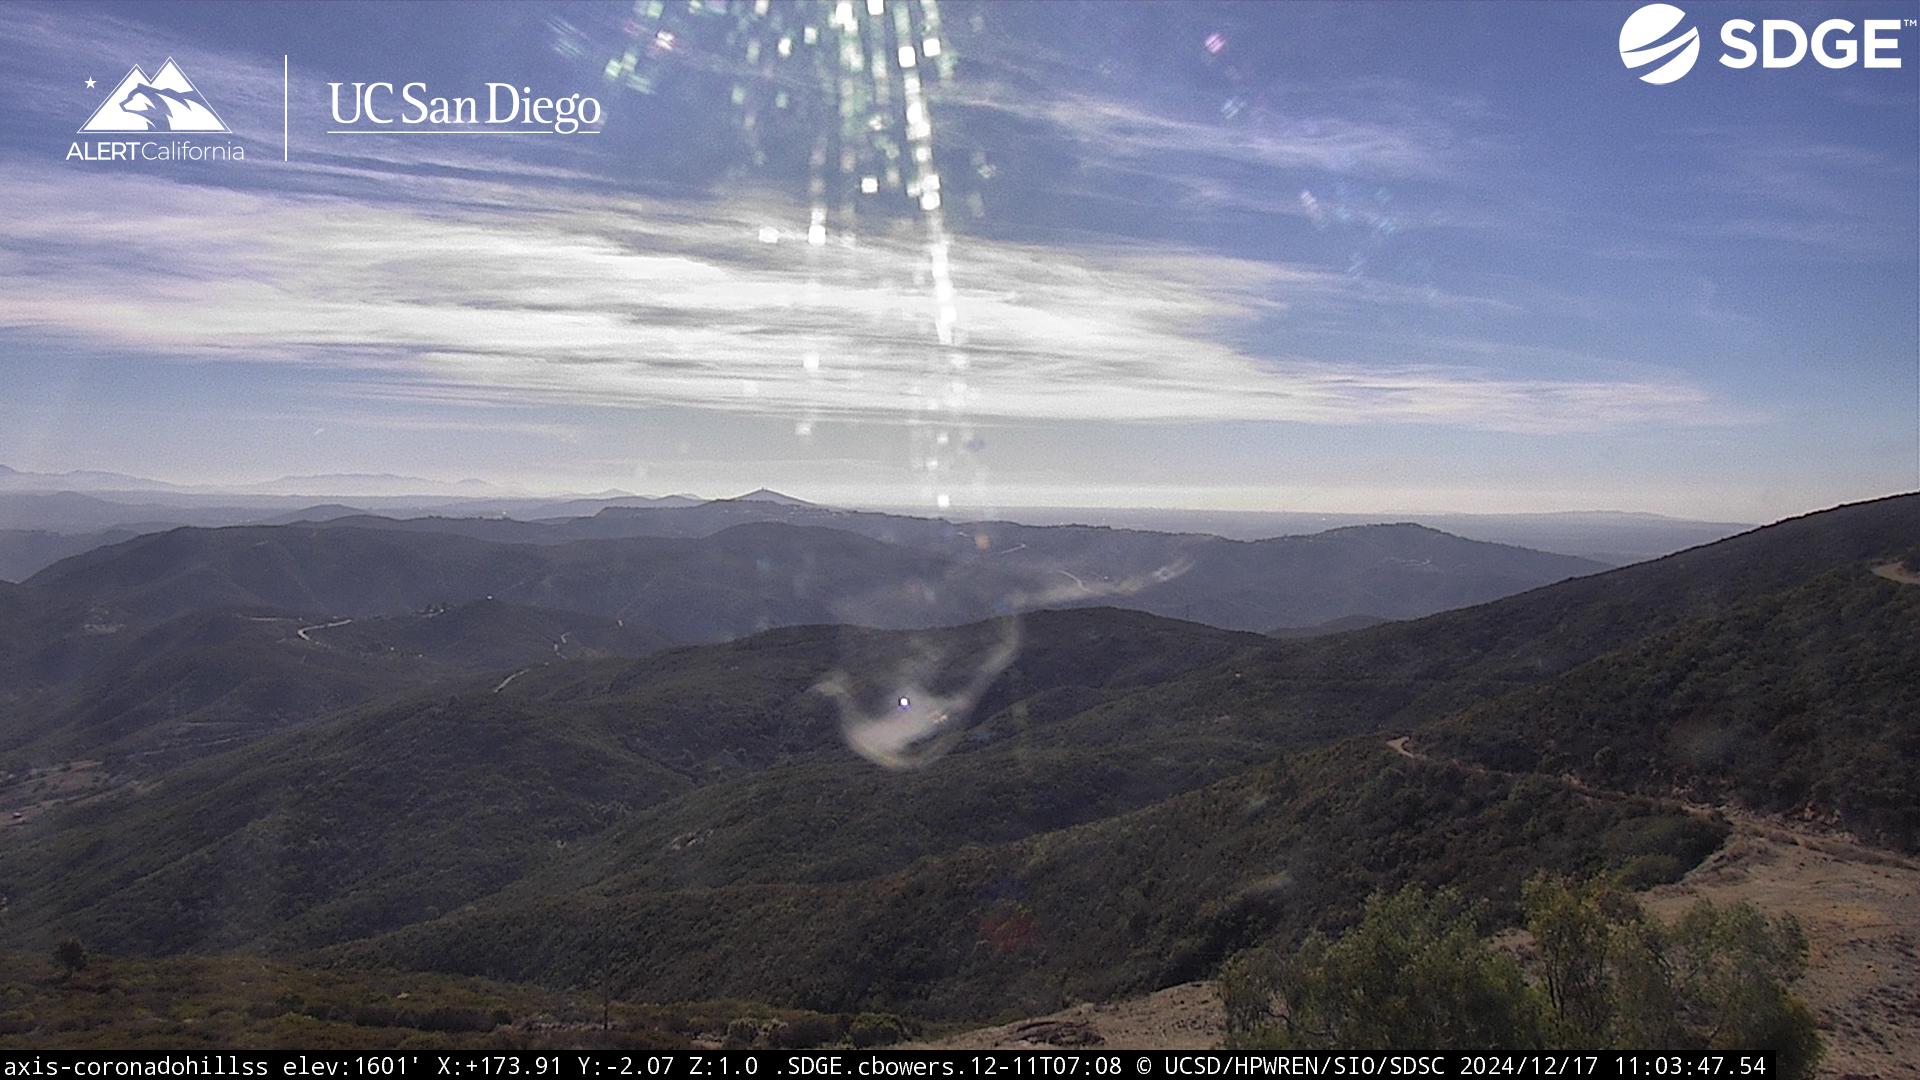 ALERTCalifornia
UC San Diego
SDGE™
axis-coronadohillss elev:1601' X:+173.91 Y:-2.07 Z:1.0 .SDGE.cbowers.12-11T07:08 © UCSD/HPWREN/SIO/SDSC 2024/12/17 11:03:47.54